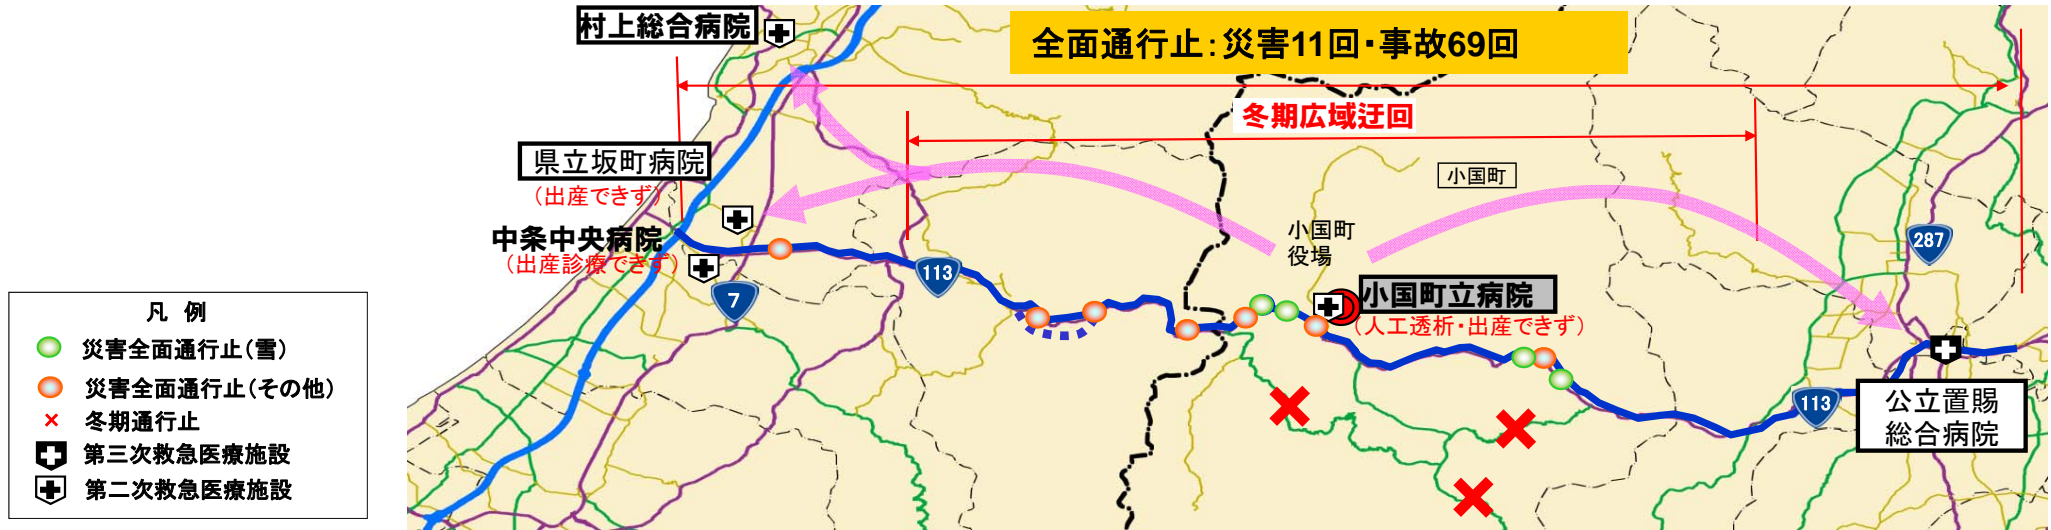 村上総合病院
全面通行止:災害11回・事故69回
冬期広域迂回
県立坂町病院
(出産できず)
小国町
中条中央病院
(出産診療できず)
小国町
役場
287
113
7
小国町立病院
(人工透析・出産できず)
113
公立置賜
総合病院
凡 例
災害全面通行止(雪)
災害全面通行止(その他)
冬期通行止
第三次救急医療施設
第二次救急医療施設